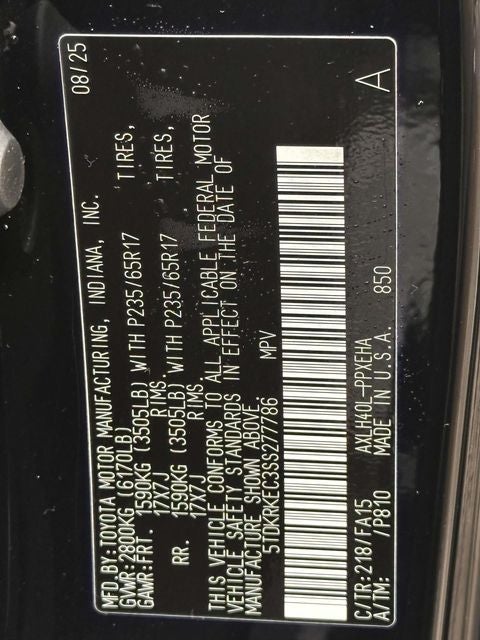 MFD.BY:TOYOTA MOTOR MANUFACTURING, INDIANA, INC. 08/25
GVWR:2800KG (6170LB)
GAWR:FRT. 1590KG (3505LB) WITH P235/65R17 TIRES,
17X7J RIMS.
RR. 1590KG (3505LB) WITH P235/65R17 TIRES,
17X7J RIMS.
THIS VEHICLE CONFORMS TO ALL APPLICABLE FEDERAL MOTOR
VEHICLE SAFETY STANDARDS IN EFFECT ON THE DATE OF
MANUFACTURE SHOWN ABOVE.
5TDKRKEC3SS277786 MPV
C/TR:218/FA15 AXLH40L-PPXEHA 850 A
A/TM: /P810 MADE IN U.S.A.